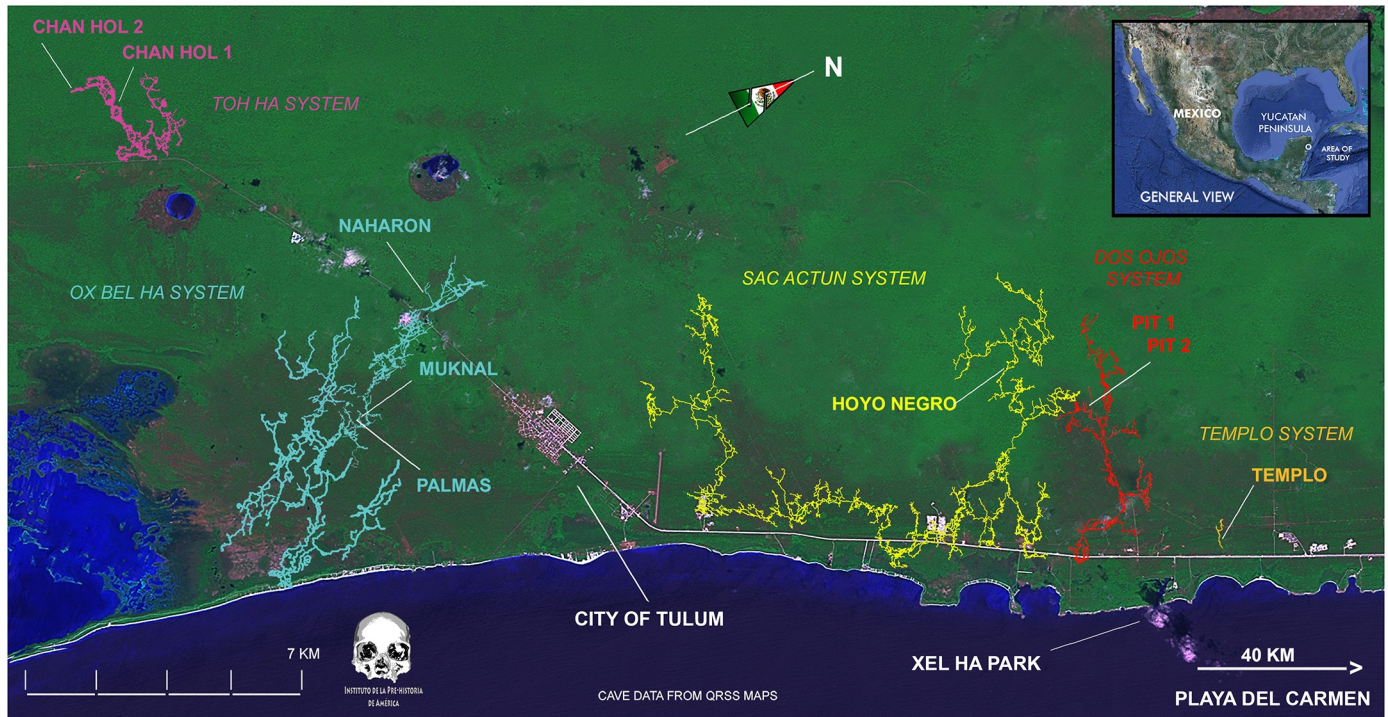 CHAN HOL 2
CHAN HOL 1
TOH HA SYSTEM
N
MEXICO
YUCATAN
PENINSULA
AREA OF
STUDY
GENERAL VIEW
NAHARON
OX BEL HA SYSTEM
SAC ACTUN SYSTEM
DOS OJOS
SYSTEM
PIT 1
PIT 2
MUKNAL
HOYO NEGRO
PALMAS
TEMPLO SYSTEM
TEMPLO
CITY OF TULUM
7 KM
XEL HA PARK
40 KM
INSTITUTO DE LA PRE-HISTORIA
DE AMÉRICA
CAVE DATA FROM QRSS MAPS
PLAYA DEL CARMEN